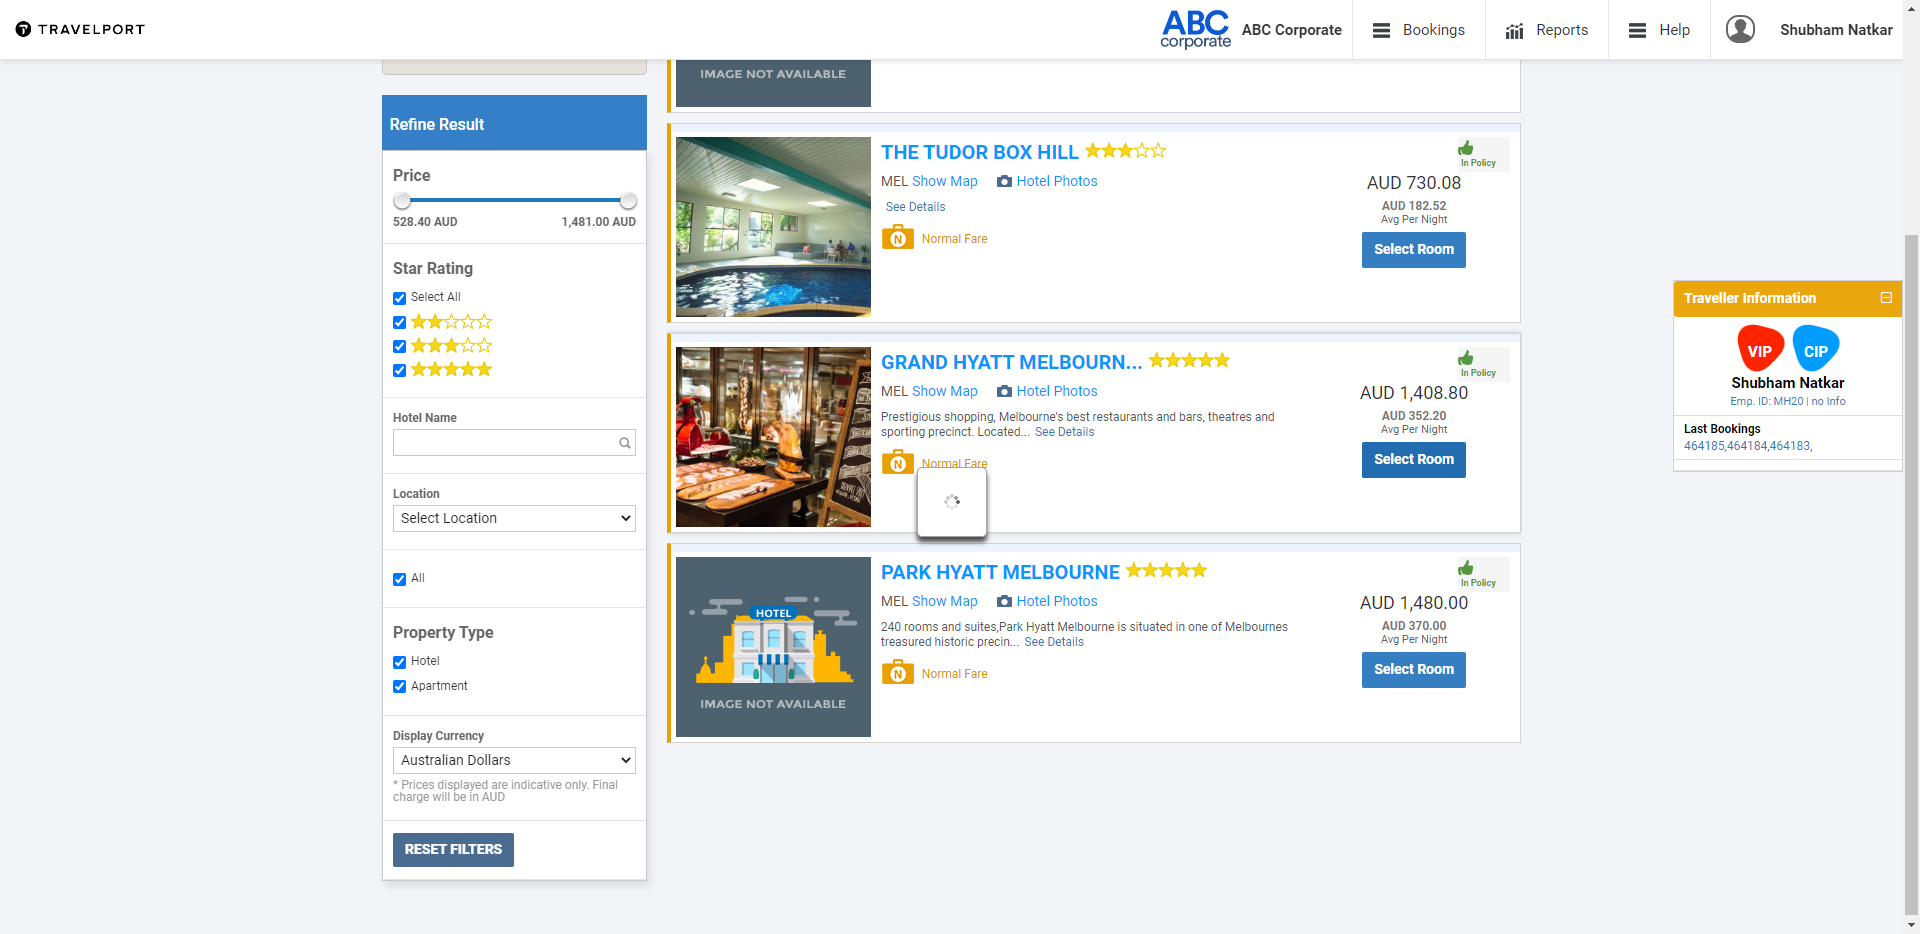 TRAVELPORT
ABC
corporate
ABC Corporate
Bookings
Reports
Help
Shubham Natkar
Refine Result
Price
528.40 AUD
1,481.00 AUD
Star Rating
Select All
Hotel Name
Location
Select Location
All
Property Type
Hotel
Apartment
Display Currency
Australian Dollars
* Prices displayed are indicative only. Final
charge will be in AUD
RESET FILTERS
IMAGE NOT AVAILABLE
THE TUDOR BOX HILL
MEL Show Map Hotel Photos
See Details
N Normal Fare
In Policy
AUD 730.08
AUD 182.52
Avg Per Night
Select Room
GRAND HYATT MELBOURN...
MEL Show Map Hotel Photos
Prestigious shopping, Melbourne's best restaurants and bars, theatres and
sporting precinct. Located... See Details
N Normal Fare
In Policy
AUD 1,408.80
AUD 352.20
Avg Per Night
Select Room
HOTEL
IMAGE NOT AVAILABLE
PARK HYATT MELBOURNE
MEL Show Map Hotel Photos
240 rooms and suites,Park Hyatt Melbourne is situated in one of Melbournes
treasured historic precin... See Details
N Normal Fare
In Policy
AUD 1,480.00
AUD 370.00
Avg Per Night
Select Room
Traveller Information
VIP
CIP
Shubham Natkar
Emp. ID: MH20 | no Info
Last Bookings
464185,464184,464183,